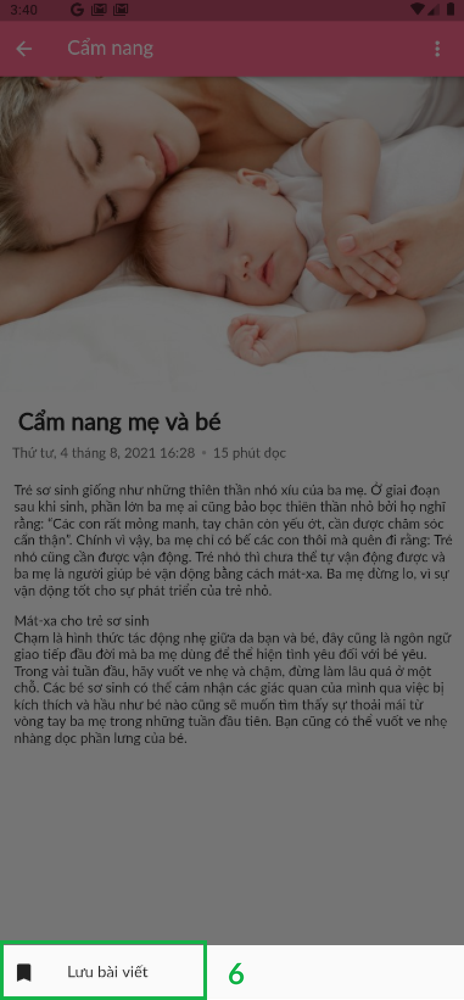 3:40
Cẩm nang
Cẩm nang mẹ và bé
Thứ tư, 4 tháng 8, 2021 16:28 • 15 phút đọc
Trẻ sơ sinh giống như những thiên thần nhỏ xíu của ba mẹ. Ở giai đoạn
sau khi sinh, phần lớn ba mẹ ai cũng bảo bọc thiên thần nhỏ bởi họ nghĩ
rằng: “Các con rất mỏng manh, tay chân còn yếu ớt, cần được chăm sóc
cẩn thận”. Chính vì vậy, ba mẹ chỉ có bế các con thôi mà quên đi rằng: Trẻ
nhỏ cũng cần được vận động. Trẻ nhỏ thì chưa thể tự vận động được và
ba mẹ là người giúp bé vận động bằng cách mát-xa. Ba mẹ đừng lo, vì sự
vận động tốt cho sự phát triển của trẻ nhỏ.
Mát-xa cho trẻ sơ sinh
Chạm là hình thức tác động nhẹ giữa da bạn và bé, đây cũng là ngôn ngữ
giao tiếp đầu đời mà ba mẹ dùng để thể hiện tình yêu đối với bé yêu.
Trong vài tuần đầu, hãy vuốt ve nhẹ và chậm, đừng làm lâu quá ở một
chỗ. Các bé sơ sinh có thể cảm nhận các giác quan của mình qua việc bị
kích thích và hầu như bé nào cũng sẽ muốn tìm thấy sự thoải mái từ
vòng tay ba mẹ trong những tuần đầu tiên. Bạn cũng có thể vuốt ve nhẹ
nhàng dọc phần lưng của bé.
Lưu bài viết
6